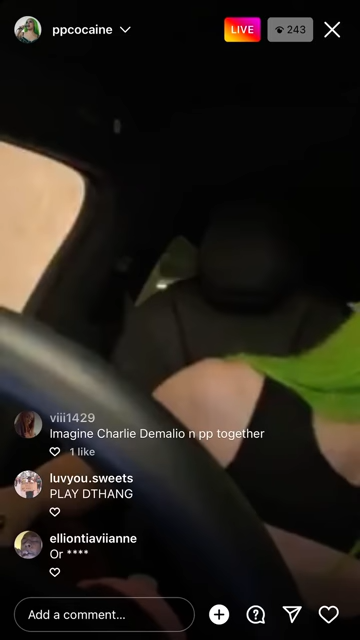 ppcocaine
LIVE
243
viii1429
Imagine Charlie Demalio n pp together
1 like
luvyou.sweets
PLAY DTHANG
elliontiaviianne
Or ****
Add a comment...